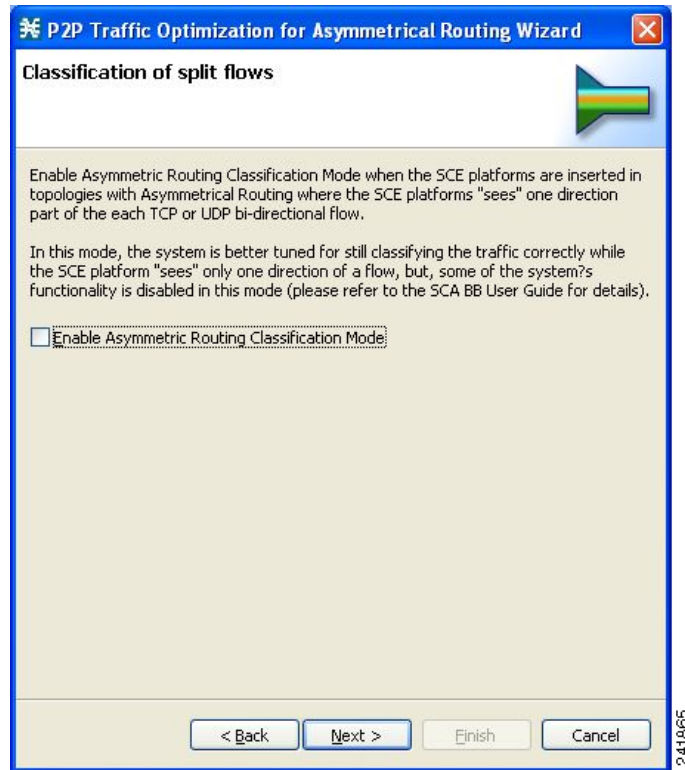 P2P Traffic Optimization for Asymmetrical Routing Wizard
Classification of split flows
Enable Asymmetric Routing Classification Mode when the SCE platforms are inserted in
topologies with Asymmetrical Routing where the SCE platforms "sees" one direction
part of the each TCP or UDP bi-directional flow.
In this mode, the system is better tuned for still classifying the traffic correctly while
the SCE platform "sees" only one direction of a flow, but, some of the system?s
functionality is disabled in this mode (please refer to the SCA BB User Guide for details).
Enable Asymmetric Routing Classification Mode
< Back
Next >
Finish
Cancel
241965